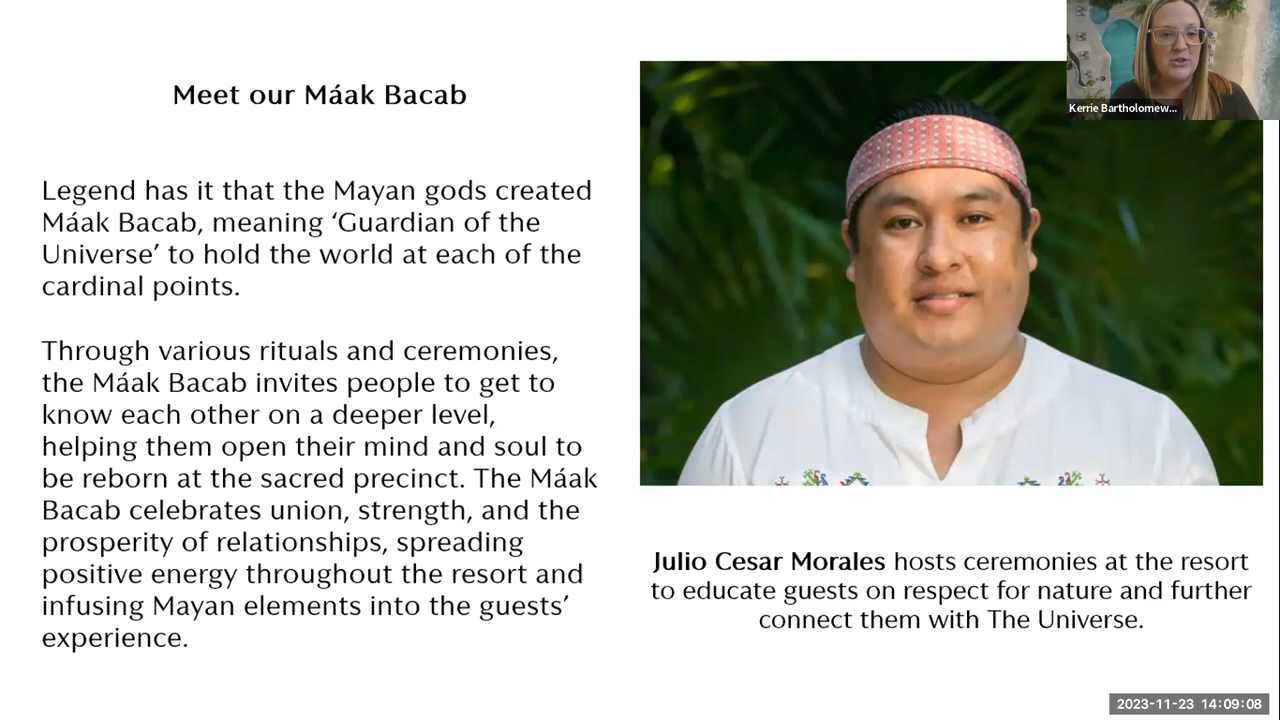 Meet our Máak Bacab
Legend has it that the Mayan gods created
Máak Bacab, meaning ‘Guardian of the
Universe’ to hold the world at each of the
cardinal points.
Through various rituals and ceremonies,
the Máak Bacab invites people to get to
know each other on a deeper level,
helping them open their mind and soul to
be reborn at the sacred precinct. The Máak
Bacab celebrates union, strength, and the
prosperity of relationships, spreading
positive energy throughout the resort and
infusing Mayan elements into the guests’
experience.
Kerrie Bartholomew...
Julio Cesar Morales hosts ceremonies at the resort
to educate guests on respect for nature and further
connect them with The Universe.
2023-11-23 14:09:08